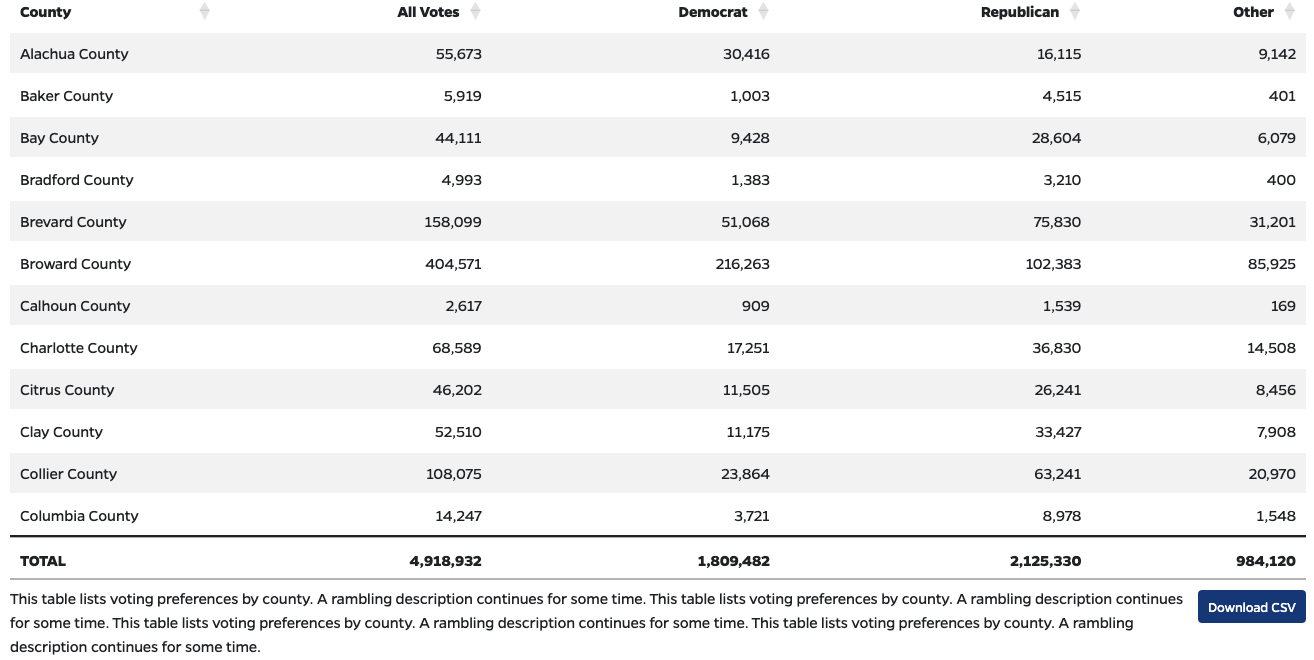 County All Votes Democrat Republican Other
Alachua County 55,673 30,416 16,115 9,142
Baker County 5,919 1,003 4,515 401
Bay County 44,111 9,428 28,604 6,079
Bradford County 4,993 1,383 3,210 400
Brevard County 158,099 51,068 75,830 31,201
Broward County 404,571 216,263 102,383 85,925
Calhoun County 2,617 909 1,539 169
Charlotte County 68,589 17,251 36,830 14,508
Citrus County 46,202 11,505 26,241 8,456
Clay County 52,510 11,175 33,427 7,908
Collier County 108,075 23,864 63,241 20,970
Columbia County 14,247 3,721 8,978 1,548
TOTAL 4,918,932 1,809,482 2,125,330 984,120
This table lists voting preferences by county. A rambling description continues for some time. This table lists voting preferences by county. A rambling description continues
for some time. This table lists voting preferences by county. A rambling description continues for some time. This table lists voting preferences by county. A rambling
description continues for some time.
Download CSV